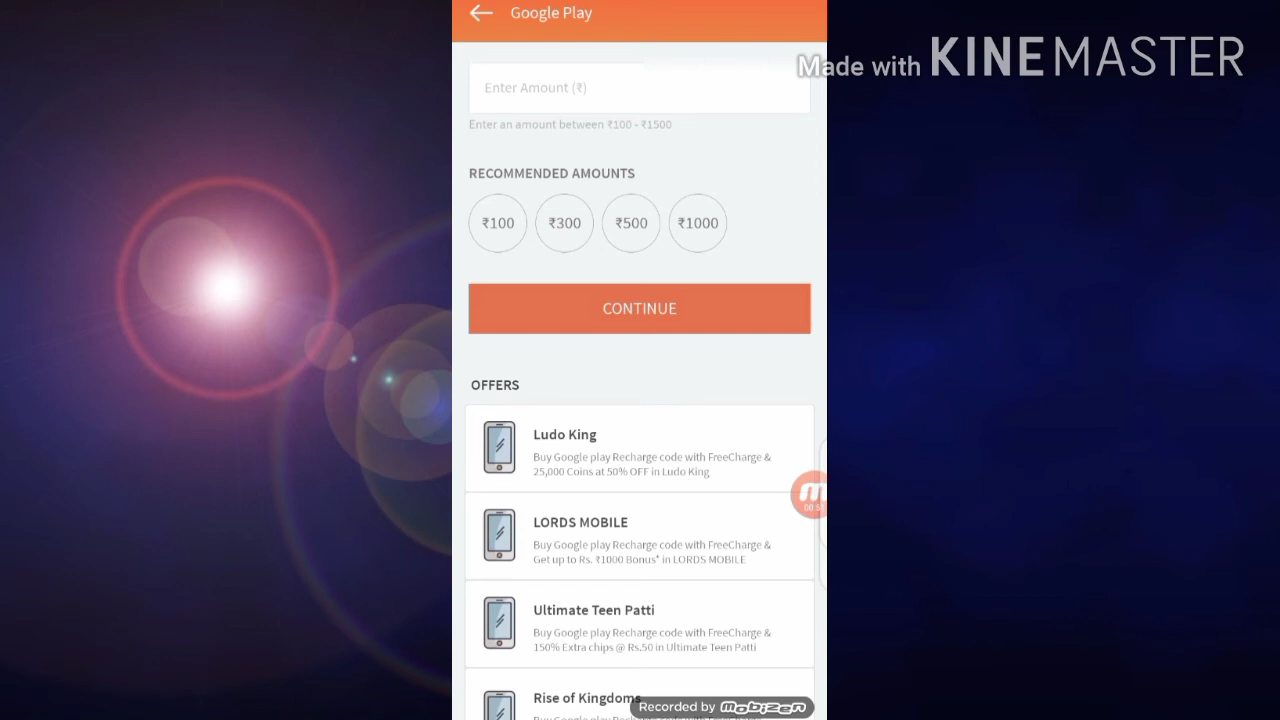 Google Play
Made with KINEMASTER
Enter Amount (₹)
Enter an amount between ₹100 - ₹1500
RECOMMENDED AMOUNTS
₹100 ₹300 ₹500 ₹1000
CONTINUE
OFFERS
Ludo King
Buy Google play Recharge code with FreeCharge &
25,000 Coins at 50% OFF in Ludo King
LORDS MOBILE
Buy Google play Recharge code with FreeCharge &
Get up to Rs. ₹1000 Bonus* in LORDS MOBILE
Ultimate Teen Patti
Buy Google play Recharge code with FreeCharge &
150% Extra chips @ Rs.50 in Ultimate Teen Patti
Rise of Kingdoms
Recorded by mobizen